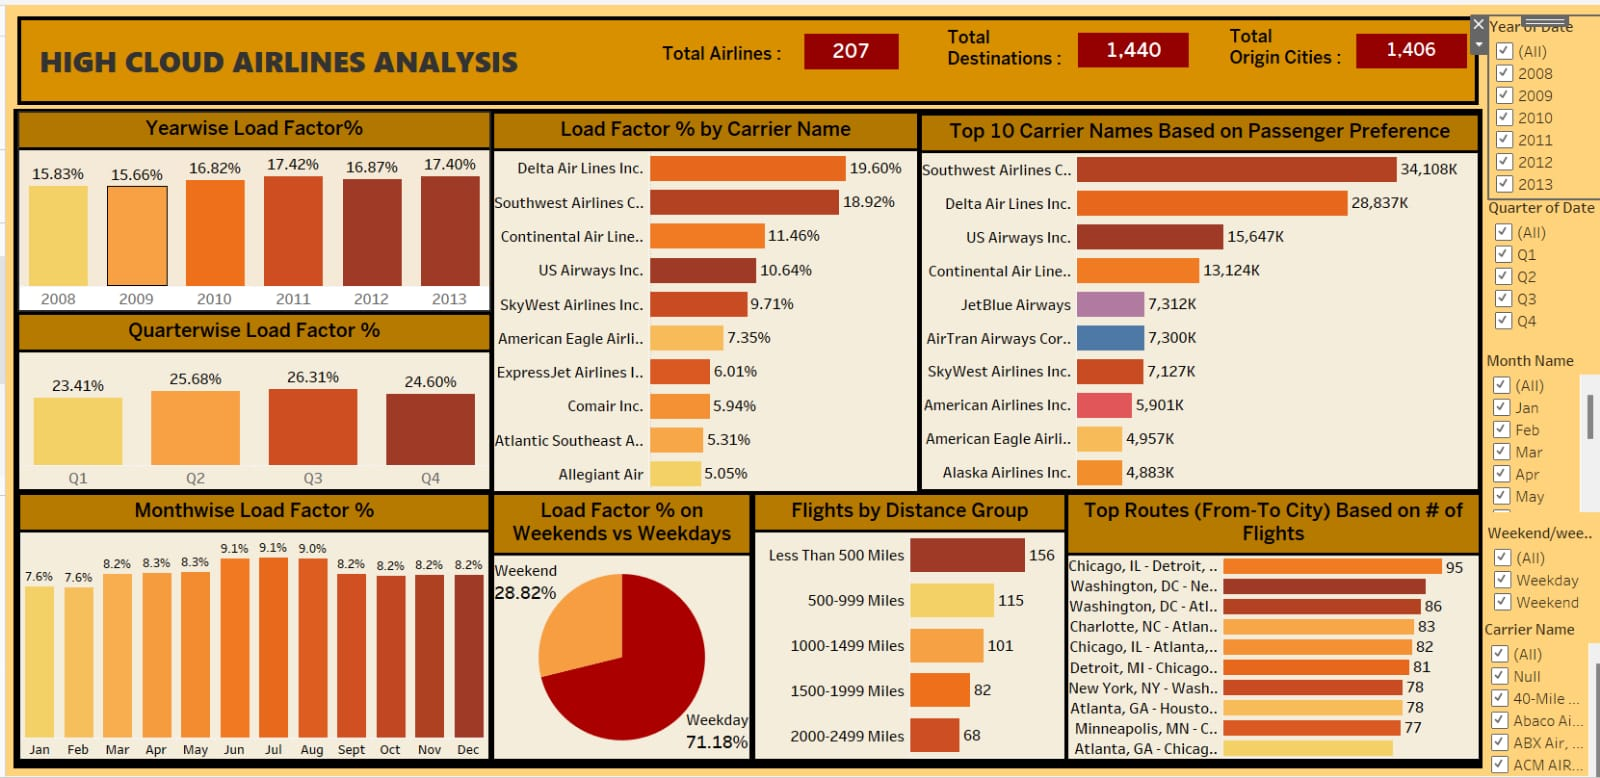 HIGH CLOUD AIRLINES ANALYSIS
Total Airlines :
207
Total
Destinations :
1,440
Total
Origin Cities :
1,406
Yearwise Load Factor%
15.83%
15.66%
16.82%
17.42%
16.87%
17.40%
2008
2009
2010
2011
2012
2013
Quarterwise Load Factor %
23.41%
25.68%
26.31%
24.60%
Q1
Q2
Q3
Q4
Load Factor % by Carrier Name
Delta Air Lines Inc.
19.60%
Southwest Airlines C..
18.92%
Continental Air Line..
11.46%
US Airways Inc.
10.64%
SkyWest Airlines Inc.
9.71%
American Eagle Airli..
7.35%
ExpressJet Airlines I..
6.01%
Comair Inc.
5.94%
Atlantic Southeast A..
5.31%
Allegiant Air
5.05%
Top 10 Carrier Names Based on Passenger Preference
Southwest Airlines C..
34,108K
Delta Air Lines Inc.
28,837K
US Airways Inc.
15,647K
Continental Air Line..
13,124K
JetBlue Airways
7,312K
AirTran Airways Cor..
7,300K
SkyWest Airlines Inc.
7,127K
American Airlines Inc.
5,901K
American Eagle Airli..
4,957K
Alaska Airlines Inc.
4,883K
Monthwise Load Factor %
7.6%
7.6%
8.2%
8.3%
8.3%
9.1%
9.1%
9.0%
8.2%
8.2%
8.2%
8.2%
Jan
Feb
Mar
Apr
May
Jun
Jul
Aug
Sept
Oct
Nov
Dec
Load Factor % on
Weekends vs Weekdays
Weekend
28.82%
Weekday
71.18%
Flights by Distance Group
Less Than 500 Miles
156
500-999 Miles
115
1000-1499 Miles
101
1500-1999 Miles
82
2000-2499 Miles
68
Top Routes (From-To City) Based on # of
Flights
Chicago, IL - Detroit, ..
95
Washington, DC - Ne..
Washington, DC - Atl..
86
Charlotte, NC - Atlan..
83
Chicago, IL - Atlanta,..
82
Detroit, MI - Chicago..
81
New York, NY - Wash..
78
Atlanta, GA - Housto..
78
Minneapolis, MN - C..
77
Atlanta, GA - Chicag..
Year of Date
(All)
2008
2009
2010
2011
2012
2013
Quarter of Date
(All)
Q1
Q2
Q3
Q4
Month Name
(All)
Jan
Feb
Mar
Apr
May
Weekend/wee..
(All)
Weekday
Weekend
Carrier Name
(All)
Null
40-Mile ...
Abaco Ai...
ABX Air, ...
ACM AIR...